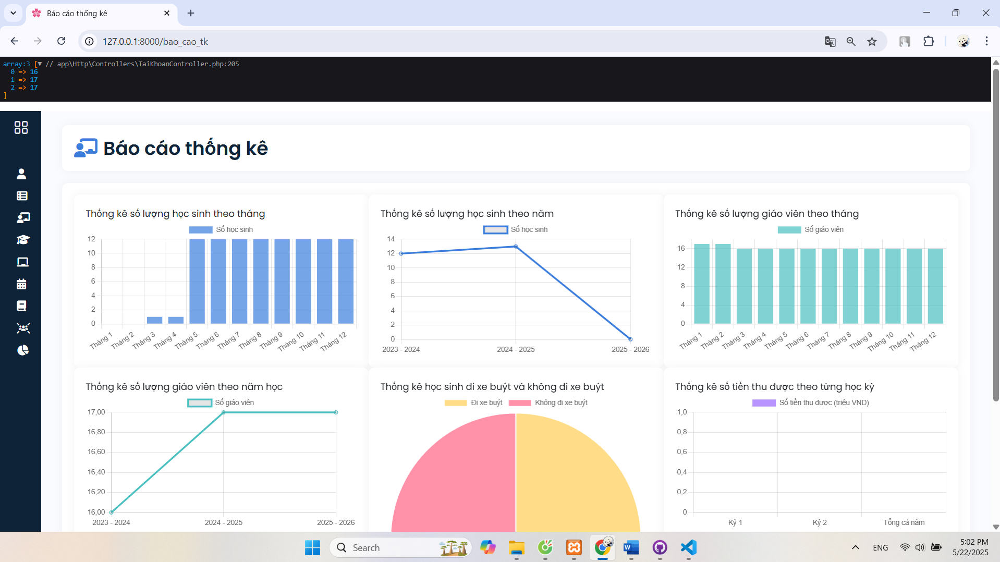 Báo cáo thống kê
127.0.0.1:8000/bao_cao_tk
array:3 [▼ // app\Http\Controllers\TaiKhoanController.php:205
0 => 16
1 => 17
2 => 17
]
Báo cáo thống kê
Thống kê số lượng học sinh theo tháng
Số học sinh
12
10
8
6
4
2
0
Tháng 1 Tháng 2 Tháng 3 Tháng 4 Tháng 5 Tháng 6 Tháng 7 Tháng 8 Tháng 9 Tháng 10 Tháng 11 Tháng 12
Thống kê số lượng học sinh theo năm
Số học sinh
14
12
10
8
6
4
2
0
2023 - 2024 2024 - 2025 2025 - 2026
Thống kê số lượng giáo viên theo tháng
Số giáo viên
16
12
8
4
0
Tháng 1 Tháng 2 Tháng 3 Tháng 4 Tháng 5 Tháng 6 Tháng 7 Tháng 8 Tháng 9 Tháng 10 Tháng 11 Tháng 12
Thống kê số lượng giáo viên theo năm học
Số giáo viên
17,00
16,80
16,60
16,40
16,20
16,00
2023 - 2024 2024 - 2025 2025 - 2026
Thống kê học sinh đi xe buýt và không đi xe buýt
Đi xe buýt Không đi xe buýt
Thống kê số tiền thu được theo từng học kỳ
Số tiền thu được (triệu VND)
1,0
0,8
0,6
0,4
0,2
0
Kỳ 1 Kỳ 2 Tổng cả năm
Search
ENG
5:02 PM
5/22/2025